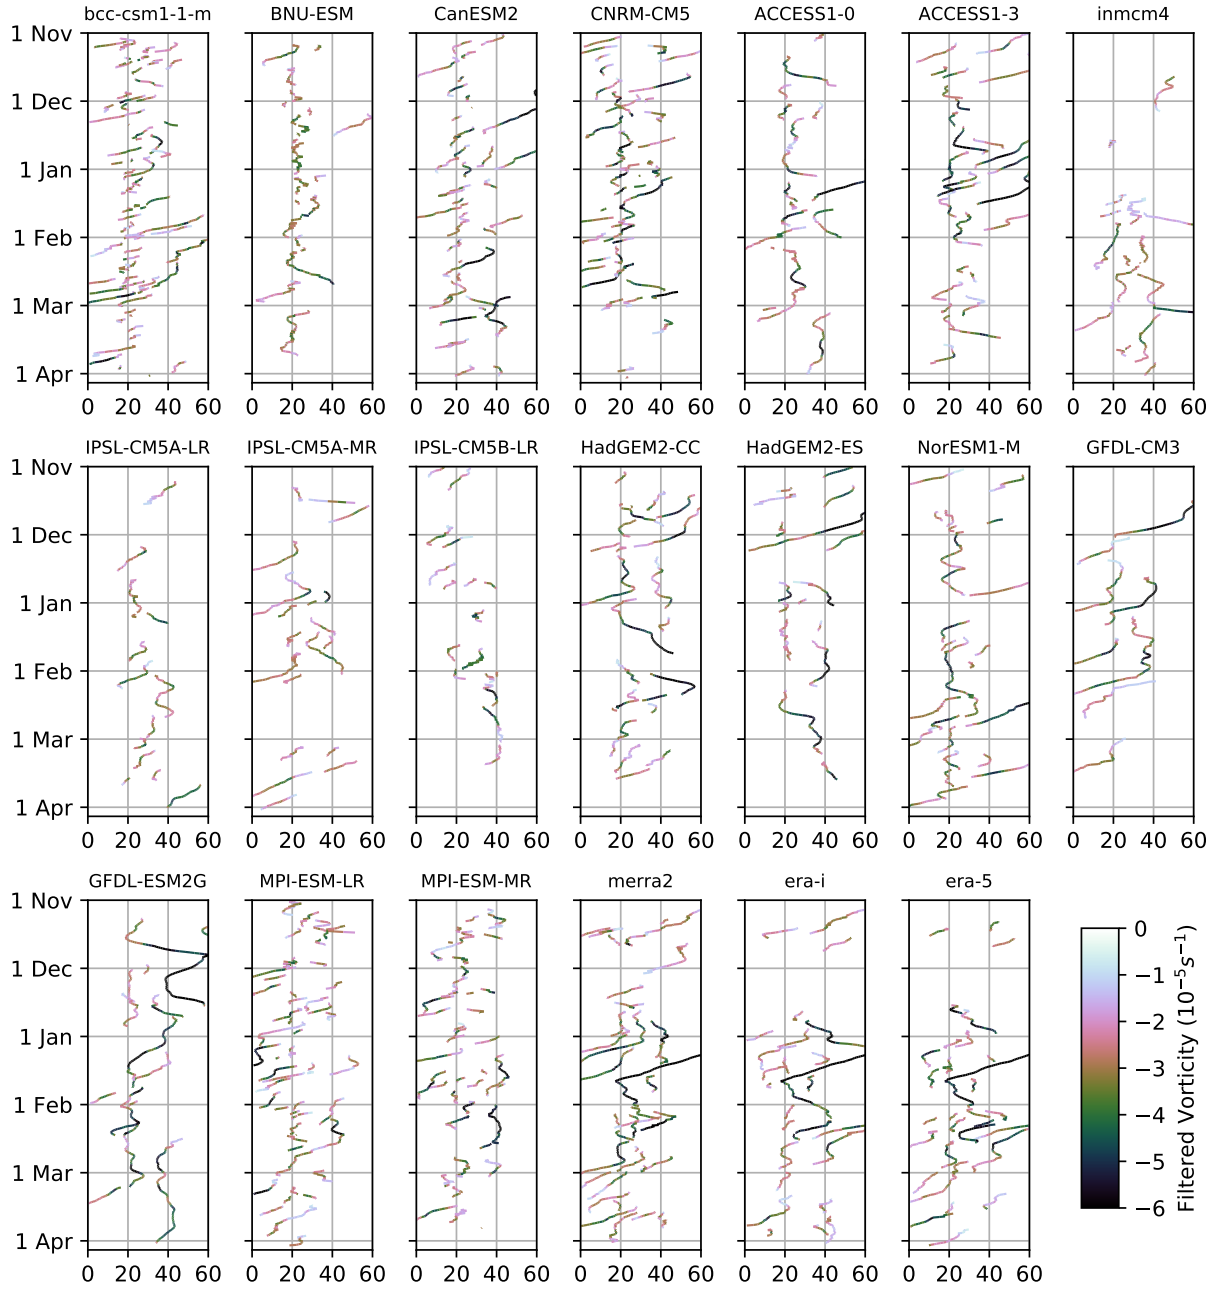 bcc-csm1-1-m BNU-ESM CanESM2 CNRM-CM5 ACCESS1-0 ACCESS1-3 inmcm4
1 Nov
1 Dec
1 Jan
1 Feb
1 Mar
1 Apr
0 20 40 60 0 20 40 60 0 20 40 60 0 20 40 60 0 20 40 60 0 20 40 60 0 20 40 60
IPSL-CM5A-LR IPSL-CM5A-MR IPSL-CM5B-LR HadGEM2-CC HadGEM2-ES NorESM1-M GFDL-CM3
1 Nov
1 Dec
1 Jan
1 Feb
1 Mar
1 Apr
0 20 40 60 0 20 40 60 0 20 40 60 0 20 40 60 0 20 40 60 0 20 40 60 0 20 40 60
GFDL-ESM2G MPI-ESM-LR MPI-ESM-MR merra2 era-i era-5
1 Nov
1 Dec
1 Jan
1 Feb
1 Mar
1 Apr
0 20 40 60 0 20 40 60 0 20 40 60 0 20 40 60 0 20 40 60 0 20 40 60
0
−1
−2
−3
−4
−5
−6
Filtered Vorticity (10⁻⁵s⁻¹)